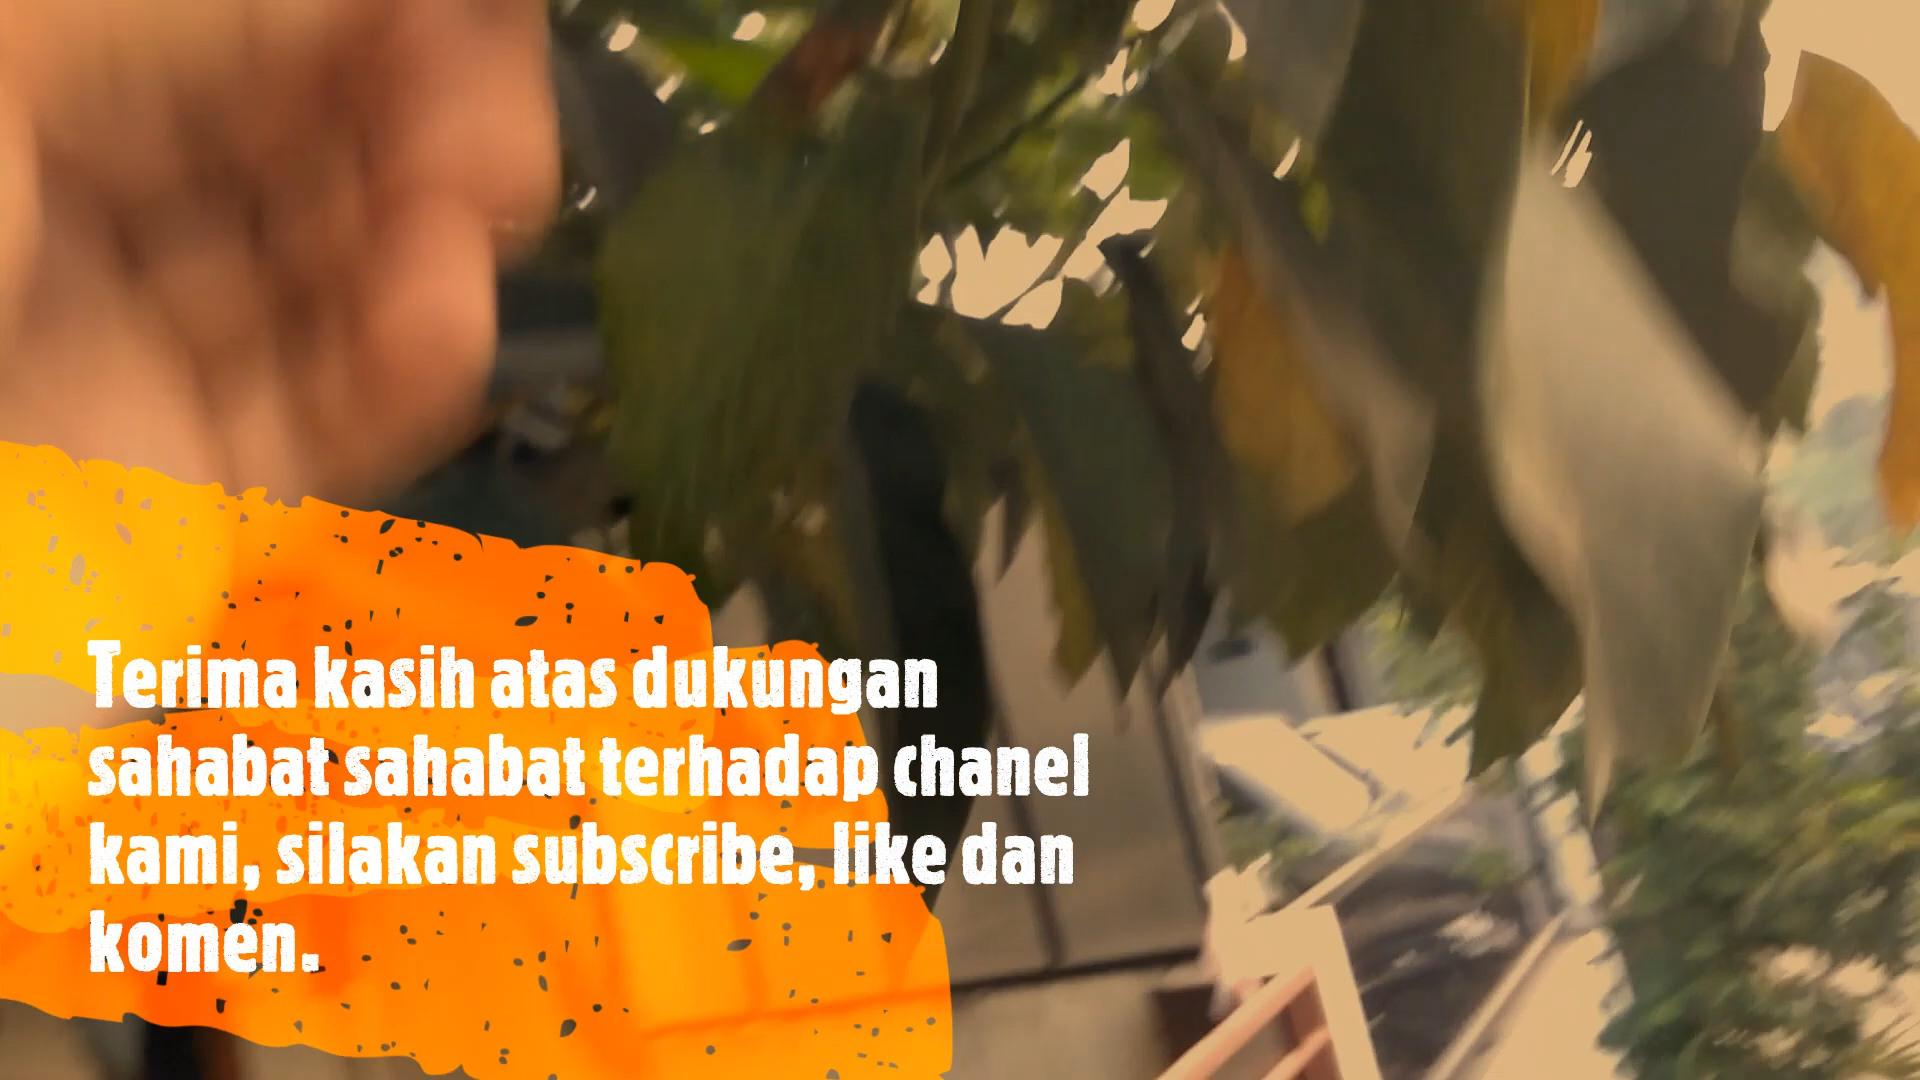 Terima kasih atas dukungan
sahabat sahabat terhadap chanel
kami, silakan subscribe, like dan
komen.